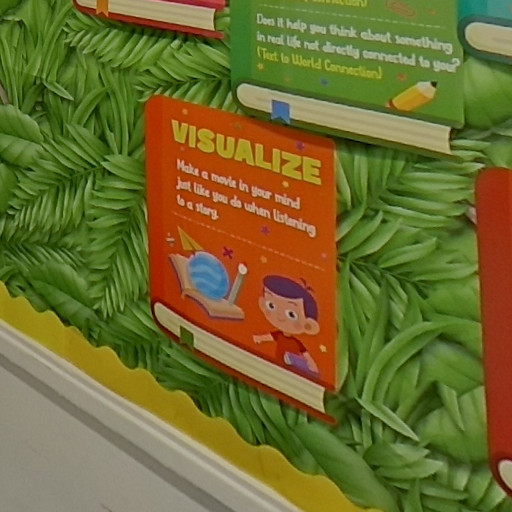 Does it help you think about something
in real life not directly connected to you?
(Text to World Connection)
VISUALIZE
Make a movie in your mind
just like you do when listening
to a story.